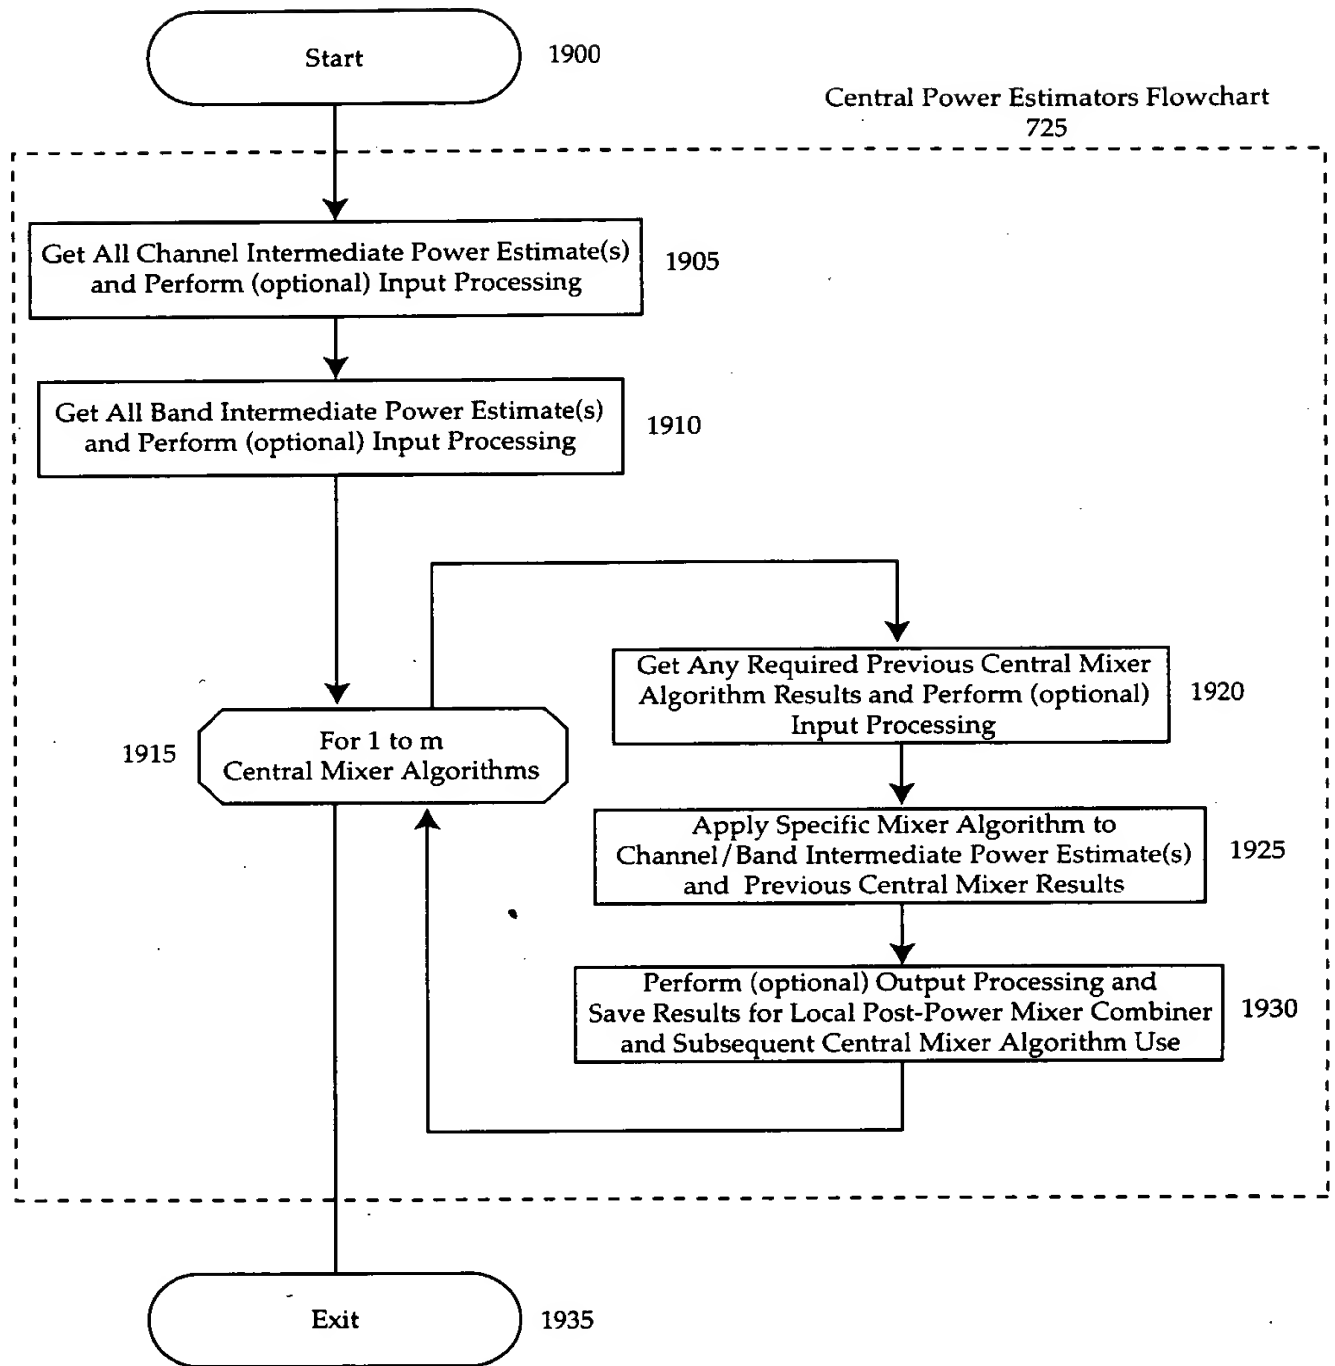 Start
1900
Central Power Estimators Flowchart
725
Get All Channel Intermediate Power Estimate(s)
and Perform (optional) Input Processing
1905
Get All Band Intermediate Power Estimate(s)
and Perform (optional) Input Processing
1910
Get Any Required Previous Central Mixer
Algorithm Results and Perform (optional)
Input Processing
1920
1915
For 1 to m
Central Mixer Algorithms
Apply Specific Mixer Algorithm to
Channel/Band Intermediate Power Estimate(s)
and Previous Central Mixer Results
1925
Perform (optional) Output Processing and
Save Results for Local Post-Power Mixer Combiner
and Subsequent Central Mixer Algorithm Use
1930
Exit
1935